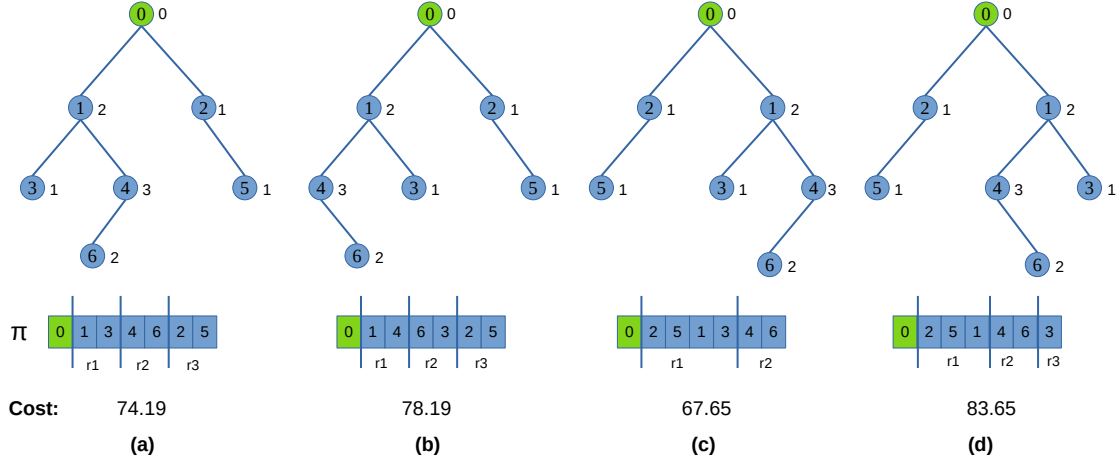 0 0 0 0 0 0 0 0
1 2 2 1 1 2 2 1 2 1 1 2 2 1 1 2
3 1 4 3 5 1 4 3 3 1 5 1 5 1 3 1 4 3 5 1 4 3 3 1
6 2 6 2 6 2 6 2
π 0 1 3 4 6 2 5 0 1 4 6 3 2 5 0 2 5 1 3 4 6 0 2 5 1 4 6 3
r1 r2 r3 r1 r2 r3 r1 r2 r1 r2 r3
Cost: 74.19 78.19 67.65 83.65
(a) (b) (c) (d)